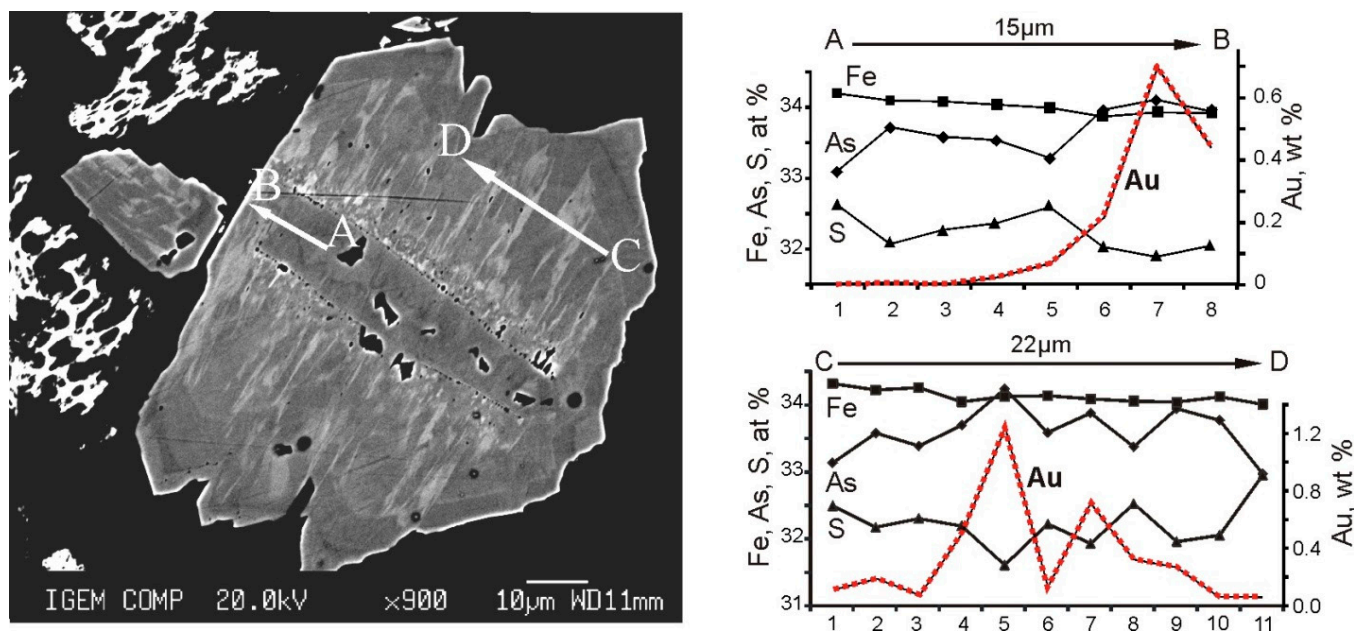 D
B
A
C
IGEM COMP 20.0kV ×900 10μm WD11mm
A 15μm B
Fe, As, S, at %
34
33
32
Fe
As
S
Au
0.6
0.4
0.2
0
Au, wt %
1 2 3 4 5 6 7 8
C 22μm D
Fe, As, S, at %
34
33
32
31
Fe
As
S
Au
1.2
0.8
0.4
0.0
Au, wt %
1 2 3 4 5 6 7 8 9 10 11